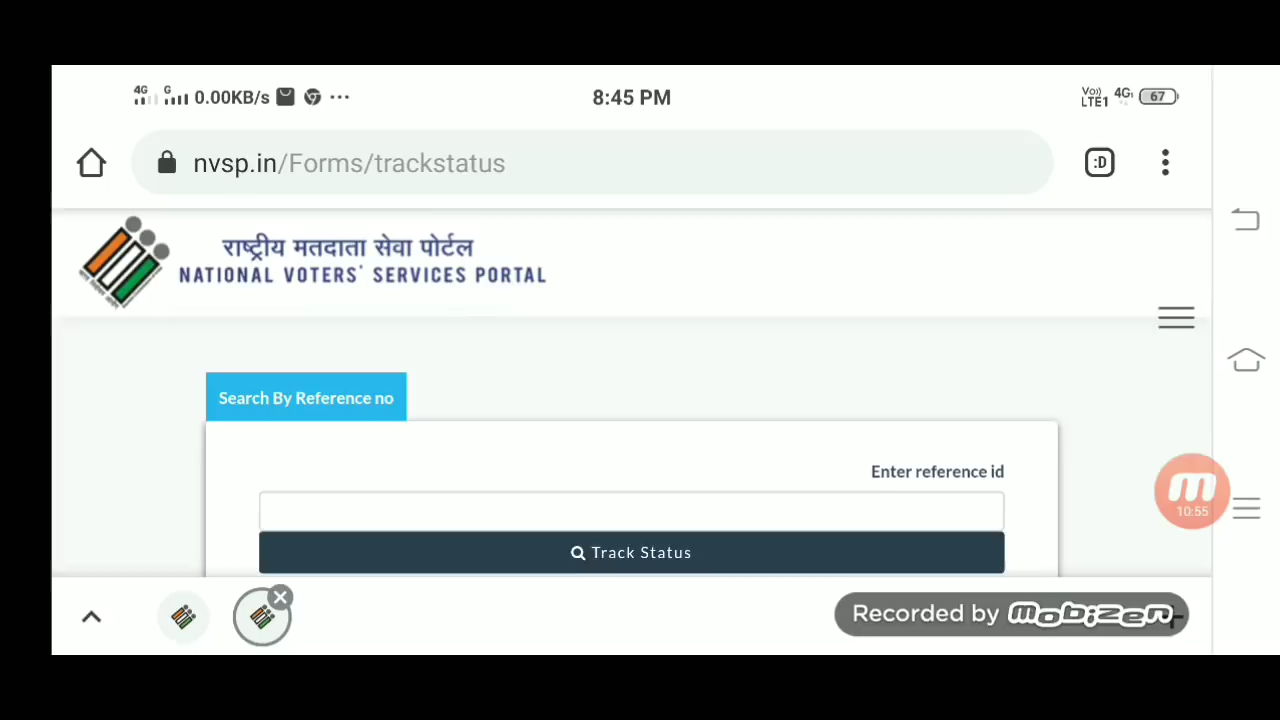 4G G 0.00KB/s ... 8:45 PM Vo)) LTE1 4G 67
:D
nvsp.in/Forms/trackstatus
राष्ट्रीय मतदाता सेवा पोर्टल
NATIONAL VOTERS' SERVICES PORTAL
Search By Reference no
Enter reference id
Track Status
10:55
Recorded by mobizen